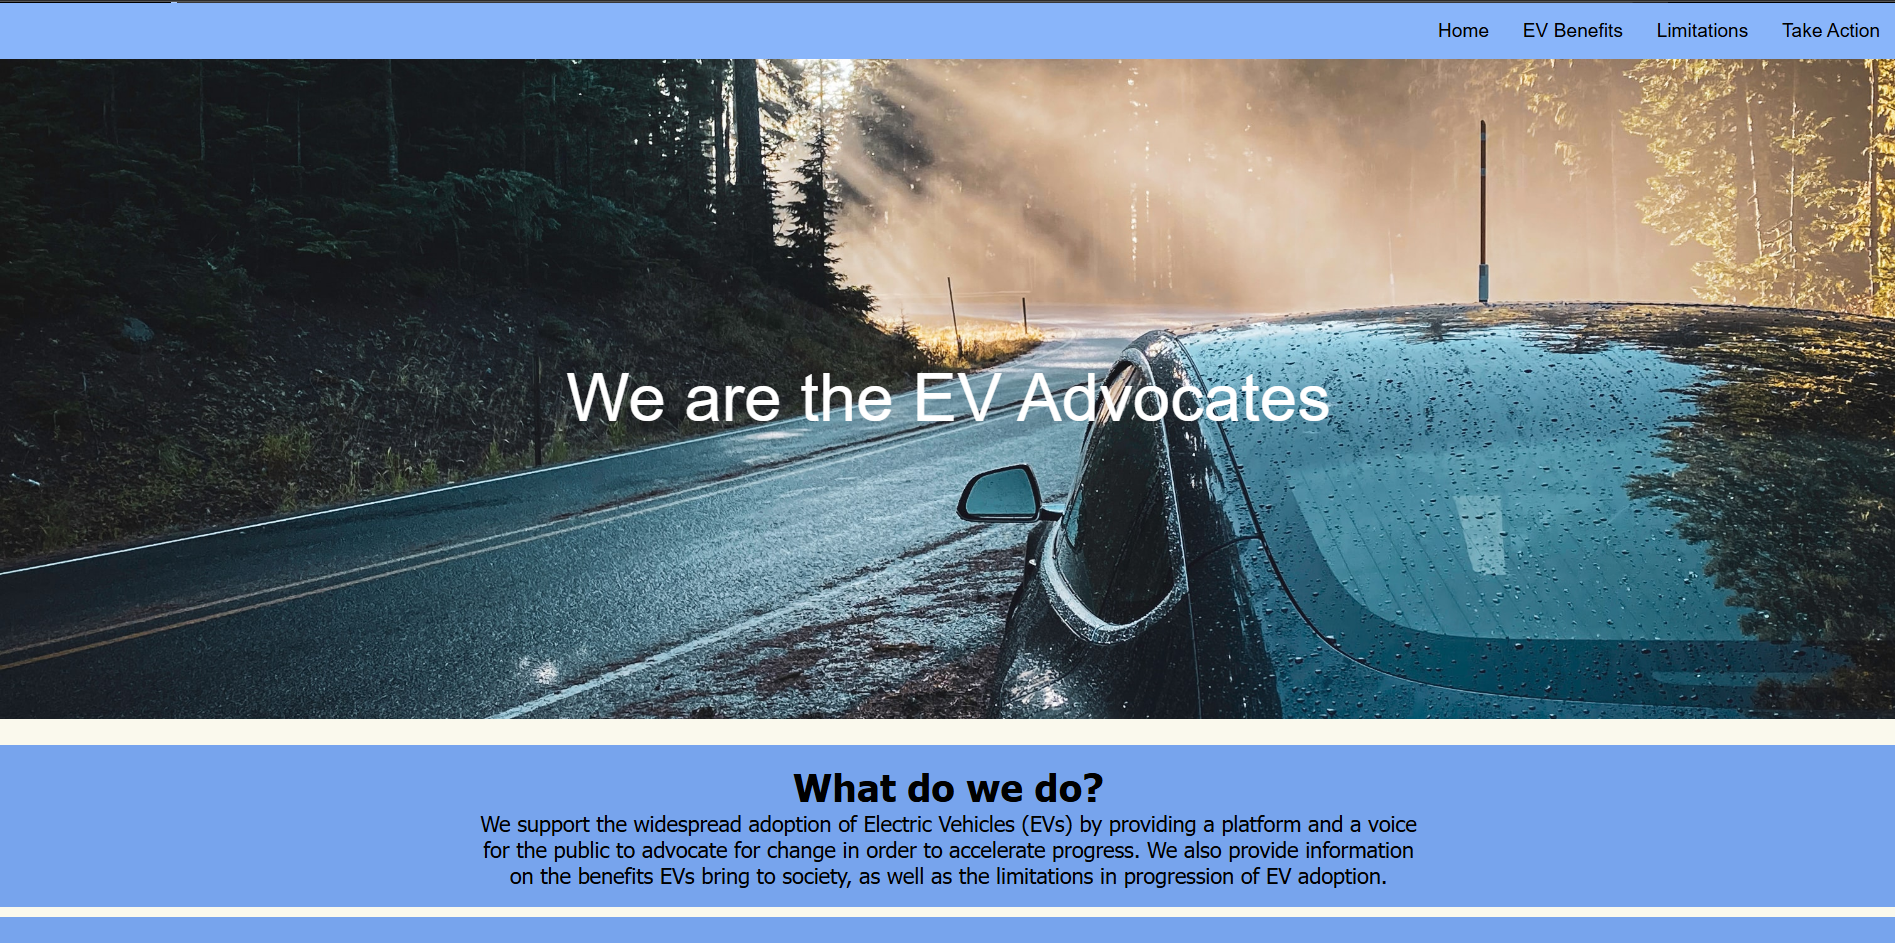 Home EV Benefits Limitations Take Action
We are the EV Advocates
What do we do?
We support the widespread adoption of Electric Vehicles (EVs) by providing a platform and a voice
for the public to advocate for change in order to accelerate progress. We also provide information
on the benefits EVs bring to society, as well as the limitations in progression of EV adoption.